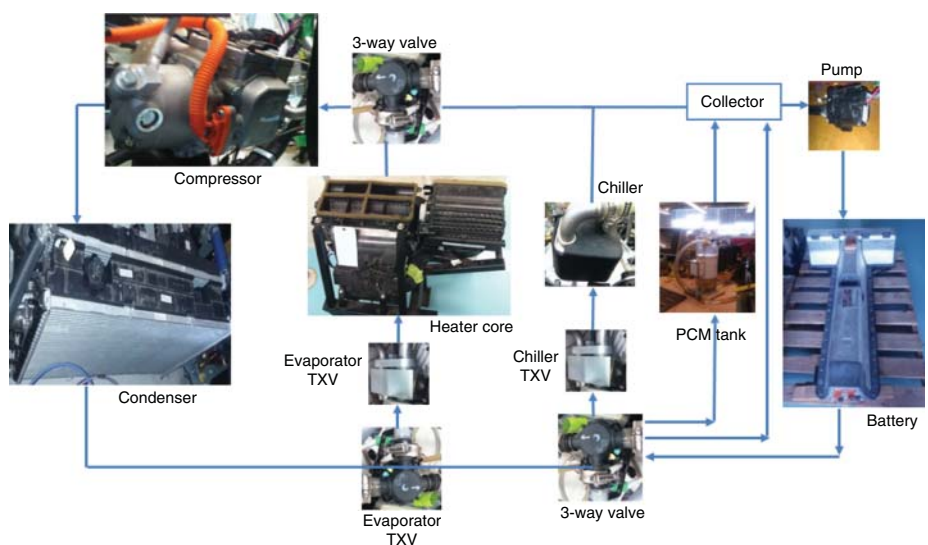 3-way valve
Pump
Collector
Compressor
Chiller
Heater core
PCM tank
Evaporator
TXV
Chiller
TXV
Condenser
Battery
Evaporator
TXV
3-way valve